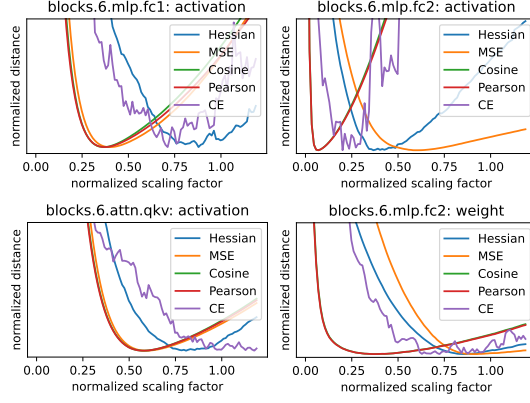 blocks.6.mlp.fc1: activation
normalized distance
Hessian
MSE
Cosine
Pearson
CE
0.00 0.25 0.50 0.75 1.00
normalized scaling factor
blocks.6.mlp.fc2: activation
normalized distance
Hessian
MSE
Cosine
Pearson
CE
0.00 0.25 0.50 0.75 1.00
normalized scaling factor
blocks.6.attn.qkv: activation
normalized distance
Hessian
MSE
Cosine
Pearson
CE
0.00 0.25 0.50 0.75 1.00
normalized scaling factor
blocks.6.mlp.fc2: weight
normalized distance
Hessian
MSE
Cosine
Pearson
CE
0.00 0.25 0.50 0.75 1.00
normalized scaling factor